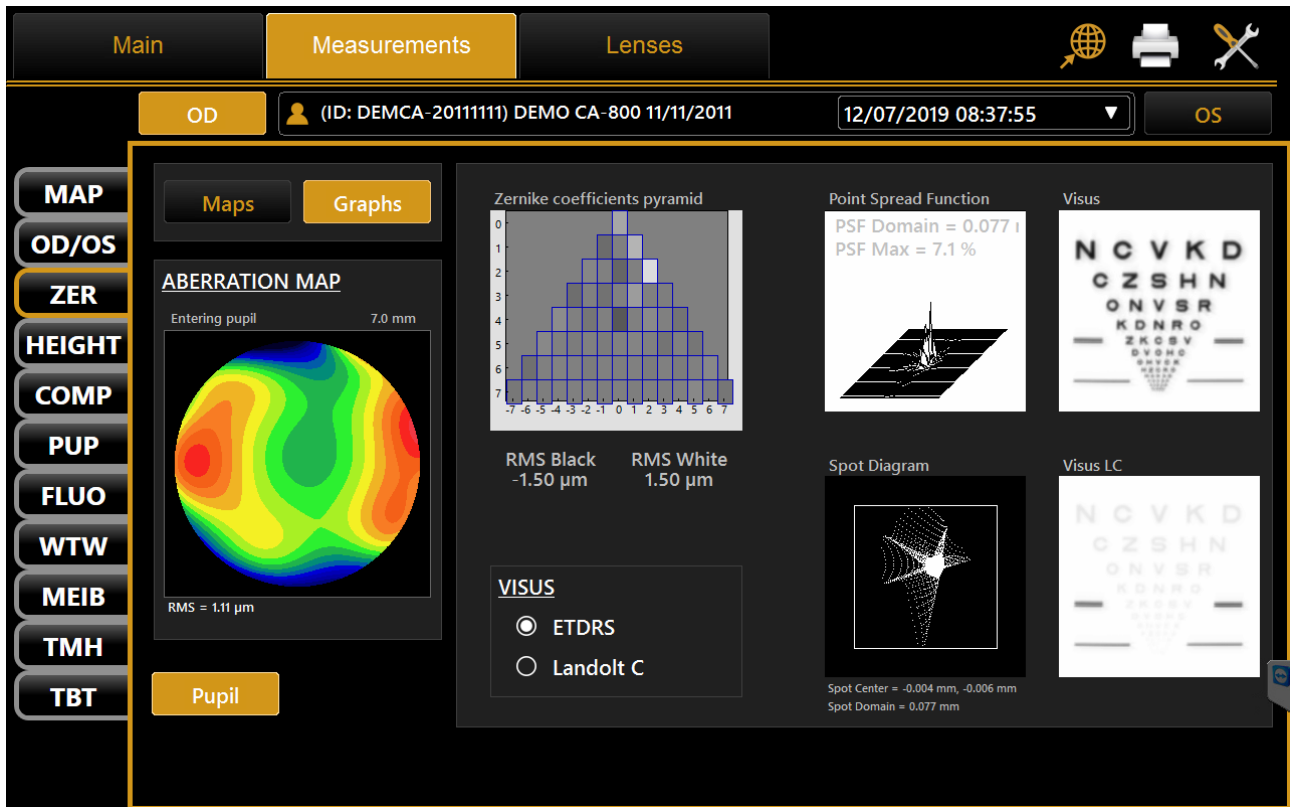 Main
Measurements
Lenses
OD
(ID: DEMCA-20111111) DEMO CA-800 11/11/2011
12/07/2019 08:37:55
OS
MAP
OD/OS
ZER
HEIGHT
COMP
PUP
FLUO
WTW
MEIB
TMH
TBT
Maps
Graphs
ABERRATION MAP
Entering pupil 7.0 mm
RMS = 1.11 µm
Pupil
Zernike coefficients pyramid
0
1
2
3
4
5
6
7
-7 -6 -5 -4 -3 -2 -1 0 1 2 3 4 5 6 7
RMS Black RMS White
-1.50 µm 1.50 µm
VISUS
ETDRS
Landolt C
Point Spread Function
PSF Domain = 0.077
PSF Max = 7.1 %
Visus
N C V K D
C Z S H N
O N V S R
K D N R O
Z K C S V
D V O H C
Spot Diagram
Spot Center = -0.004 mm, -0.006 mm
Spot Domain = 0.077 mm
Visus LC
N C V K D
C Z S H N
O N V S R
K D N R O
Z K C S V